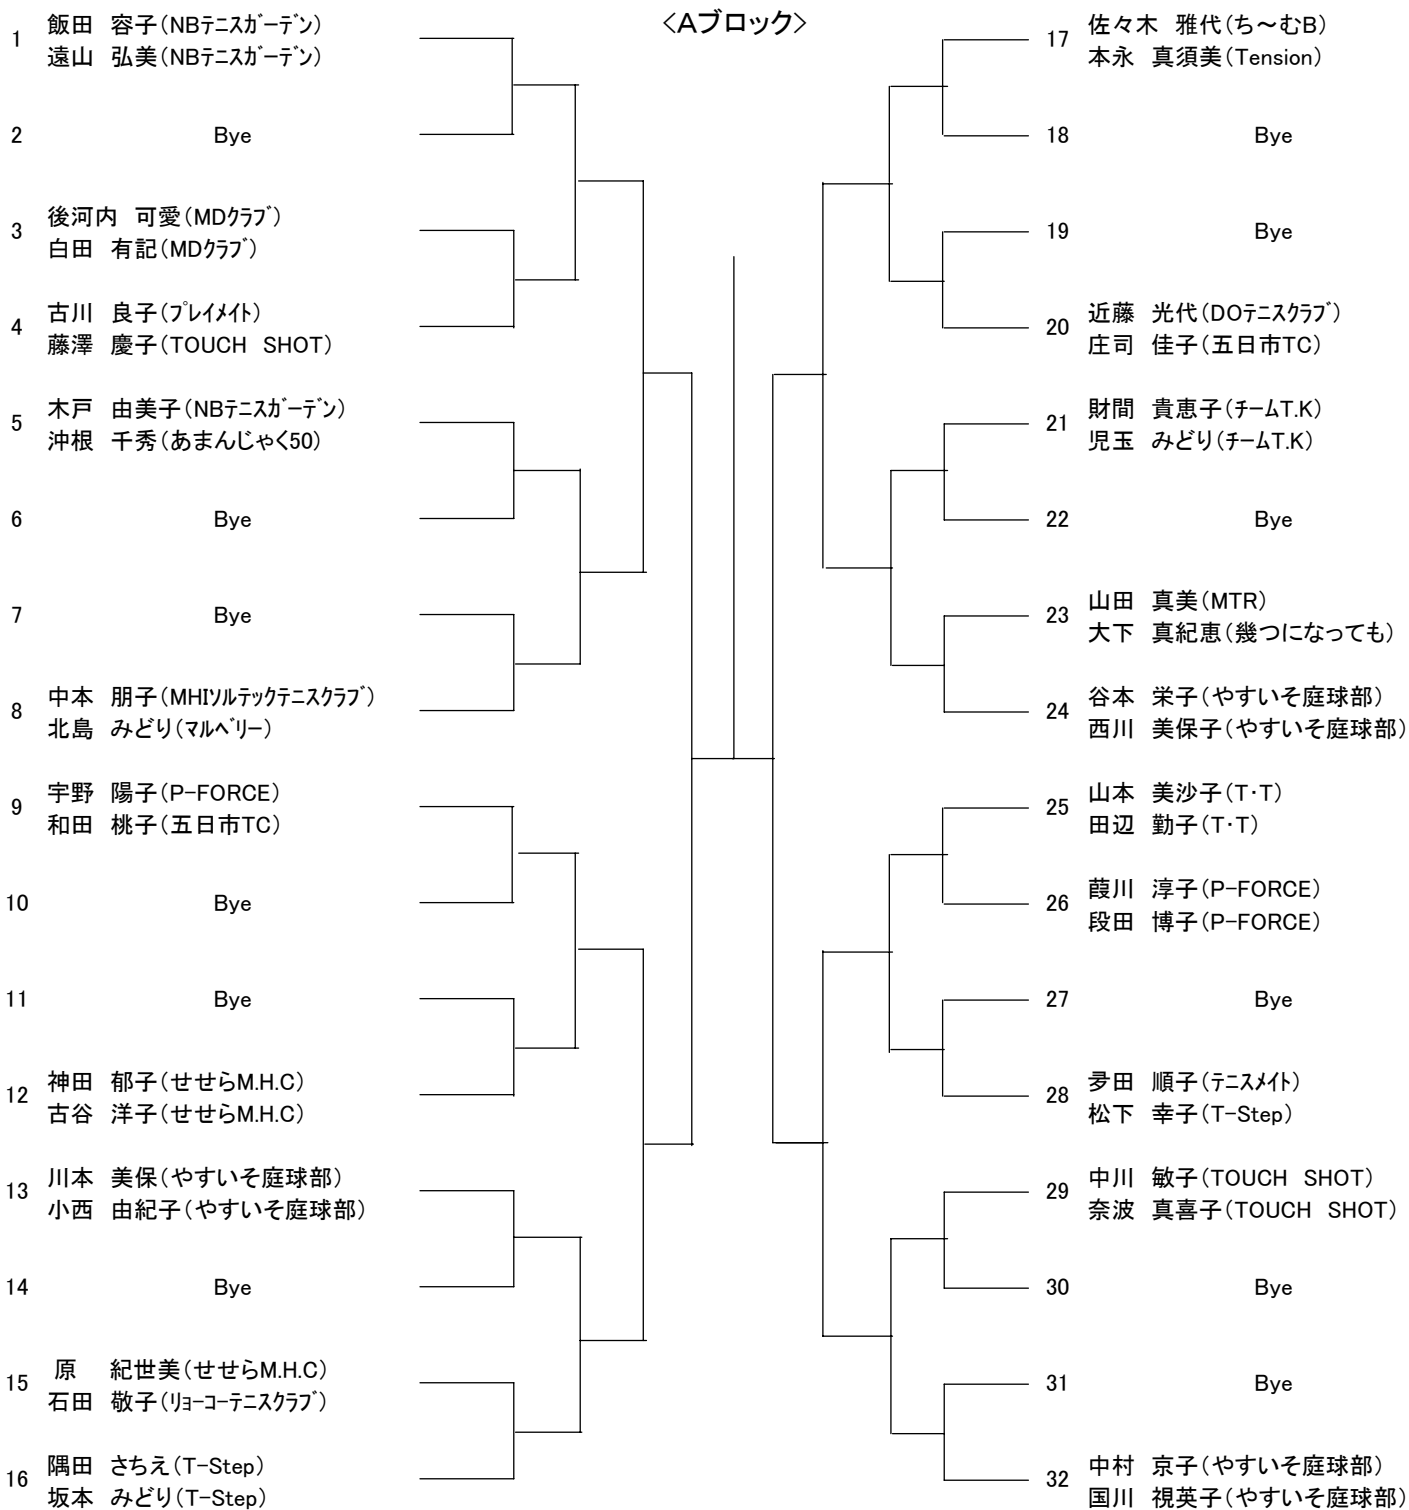 <Aブロック>
1 飯田 容子(NBテニスガーデン)
遠山 弘美(NBテニスガーデン)
2 Bye
3 後河内 可愛(MDクラブ)
白田 有記(MDクラブ)
4 古川 良子(プレイメイト)
藤澤 慶子(TOUCH SHOT)
5 木戸 由美子(NBテニスガーデン)
沖根 千秀(あまんじゃく50)
6 Bye
7 Bye
8 中本 朋子(MHIソルテックテニスクラブ)
北島 みどり(マルベリー)
9 宇野 陽子(P-FORCE)
和田 桃子(五日市TC)
10 Bye
11 Bye
12 神田 郁子(せせらM.H.C)
古谷 洋子(せせらM.H.C)
13 川本 美保(やすいそ庭球部)
小西 由紀子(やすいそ庭球部)
14 Bye
15 原 紀世美(せせらM.H.C)
石田 敬子(リョーコーテニスクラブ)
16 隅田 さちえ(T-Step)
坂本 みどり(T-Step)
17 佐々木 雅代(ち~むB)
本永 真須美(Tension)
18 Bye
19 Bye
20 近藤 光代(DOテニスクラブ)
庄司 佳子(五日市TC)
21 財間 貴恵子(チームT.K)
児玉 みどり(チームT.K)
22 Bye
23 山田 真美(MTR)
大下 真紀恵(幾つになっても)
24 谷本 栄子(やすいそ庭球部)
西川 美保子(やすいそ庭球部)
25 山本 美沙子(T・T)
田辺 勤子(T・T)
26 葭川 淳子(P-FORCE)
段田 博子(P-FORCE)
27 Bye
28 夛田 順子(テニスメイト)
松下 幸子(T-Step)
29 中川 敏子(TOUCH SHOT)
奈波 真喜子(TOUCH SHOT)
30 Bye
31 Bye
32 中村 京子(やすいそ庭球部)
国川 視英子(やすいそ庭球部)